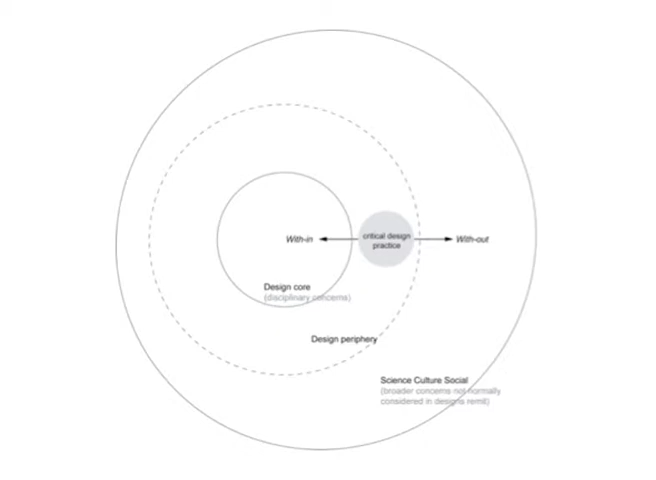 With-in
critical design
practice
With-out
Design core
(disciplinary concerns)
Design periphery
Science Culture Social
(broader concerns not normally
considered in designs remit)